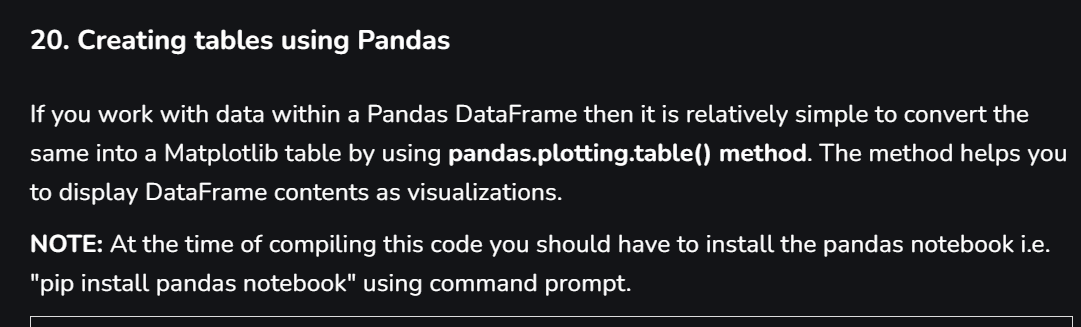 20. Creating tables using Pandas
If you work with data within a Pandas DataFrame then it is relatively simple to convert the
same into a Matplotlib table by using pandas.plotting.table() method. The method helps you
to display DataFrame contents as visualizations.
NOTE: At the time of compiling this code you should have to install the pandas notebook i.e.
"pip install pandas notebook" using command prompt.